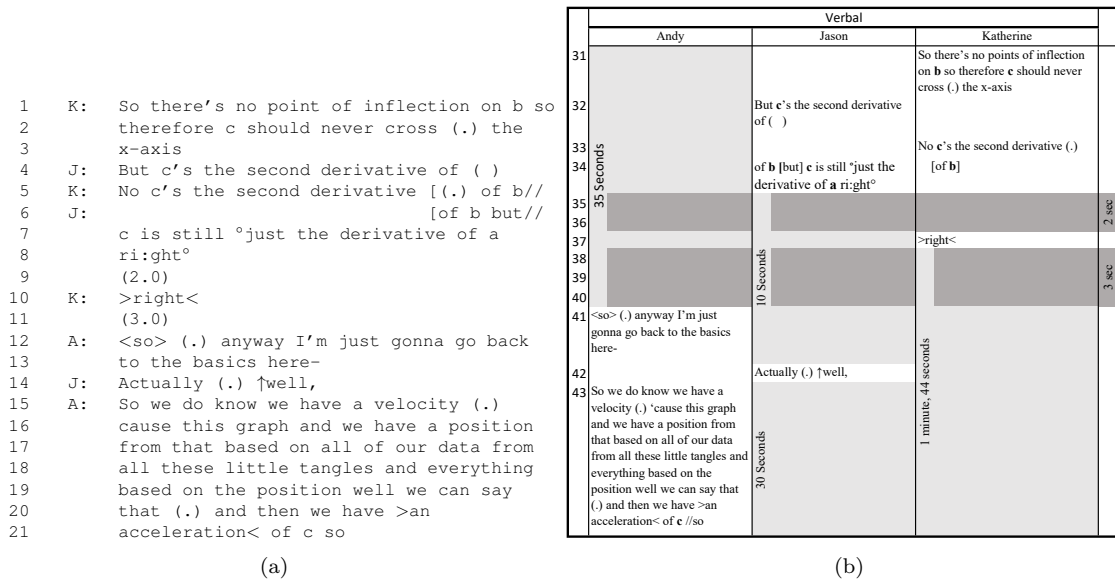 1 K: So there's no point of inflection on b so
2 therefore c should never cross (.) the
3 x-axis
4 J: But c's the second derivative of ( )
5 K: No c's the second derivative [(.) of b//
6 J: [of b but//
7 c is still °just the derivative of a
8 ri:ght°
9 (2.0)
10 K: >right<
11 (3.0)
12 A: <so> (.) anyway I'm just gonna go back
13 to the basics here-
14 J: Actually (.) ↑well,
15 A: So we do know we have a velocity (.)
16 cause this graph and we have a position
17 from that based on all of our data from
18 all these little tangles and everything
19 based on the position well we can say
20 that (.) and then we have >an
21 acceleration< of c so
(a)
Verbal
Andy Jason Katherine
31 So there's no points of inflection
on b so therefore c should never
cross (.) the x-axis
32 But c's the second derivative
of ( )
33 No c's the second derivative (.)
34 of b [but] c is still °just the
derivative of a ri:ght°
[of b]
35 Seconds
35
36
2 sec
37 >right<
38
39
40
10 Seconds
3 sec
41 <so> (.) anyway I'm just
gonna go back to the basics
here-
42 Actually (.) ↑well,
43 So we do know we have a
velocity (.) ‘cause this graph
and we have a position from
that based on all of our data
from all these little tangles and
everything based on the
position well we can say that
(.) and then we have >an
acceleration< of c //so
30 Seconds
1 minute, 44 seconds
(b)